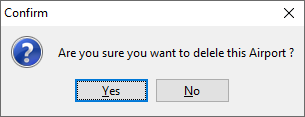 Confirm
Are you sure you want to delele this Airport ?
Yes
No